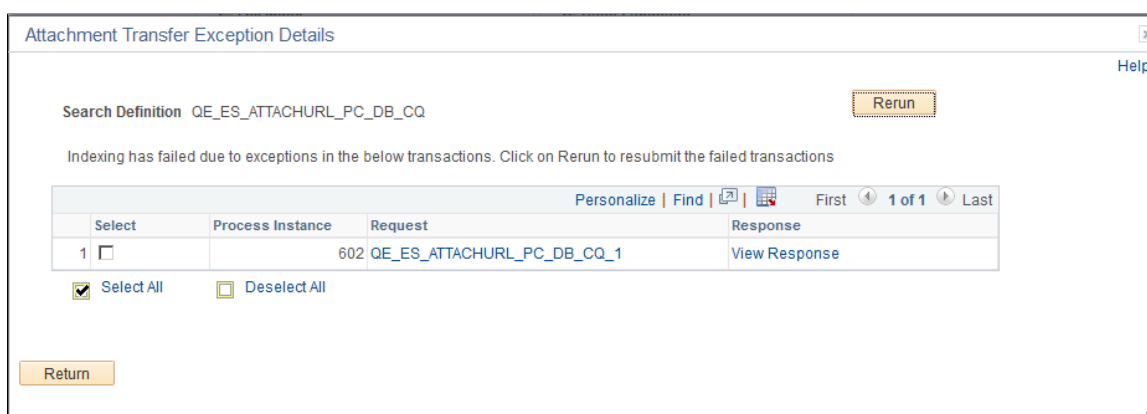 Attachment Transfer Exception Details
Help
Search Definition QE_ES_ATTACHURL_PC_DB_CQ
Rerun
Indexing has failed due to exceptions in the below transactions. Click on Rerun to resubmit the failed transactions
Personalize | Find | | First 1 of 1 Last
Select Process Instance Request Response
1 602 QE_ES_ATTACHURL_PC_DB_CQ_1 View Response
Select All Deselect All
Return